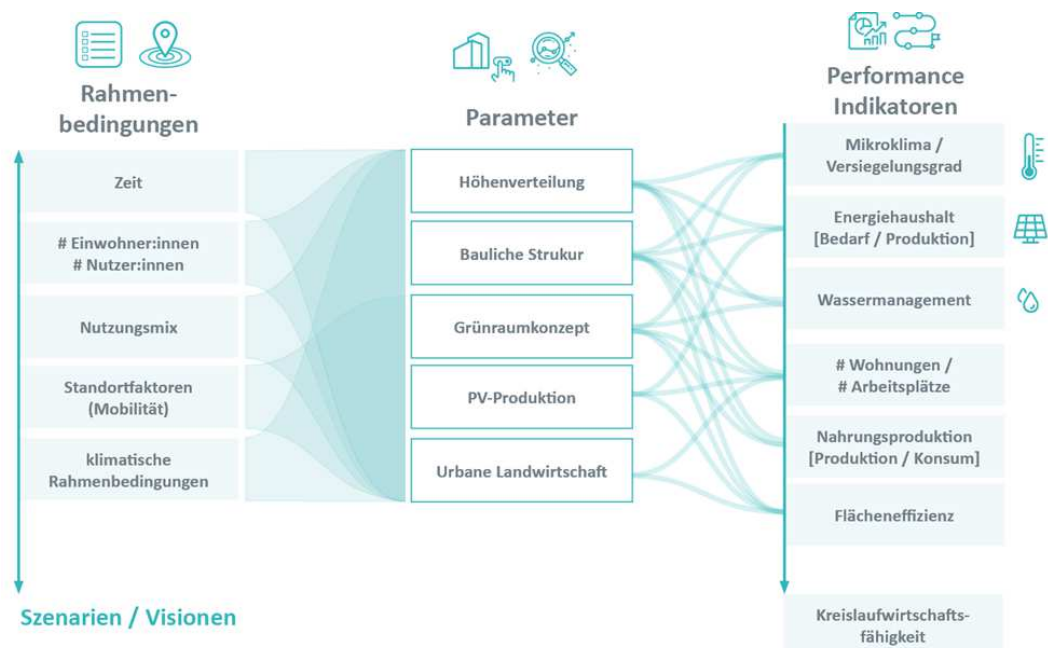 Rahmen-
bedingungen
Zeit
# Einwohner:innen
# Nutzer:innen
Nutzungsmix
Standortfaktoren
(Mobilität)
klimatische
Rahmenbedingungen
Szenarien / Visionen
Parameter
Höhenverteilung
Bauliche Strukur
Grünraumkonzept
PV-Produktion
Urbane Landwirtschaft
Performance
Indikatoren
Mikroklima /
Versiegelungsgrad
Energiehaushalt
[Bedarf / Produktion]
Wassermanagement
# Wohnungen /
# Arbeitsplätze
Nahrungsproduktion
[Produktion / Konsum]
Flächeneffizienz
Kreislaufwirtschafts-
fähigkeit